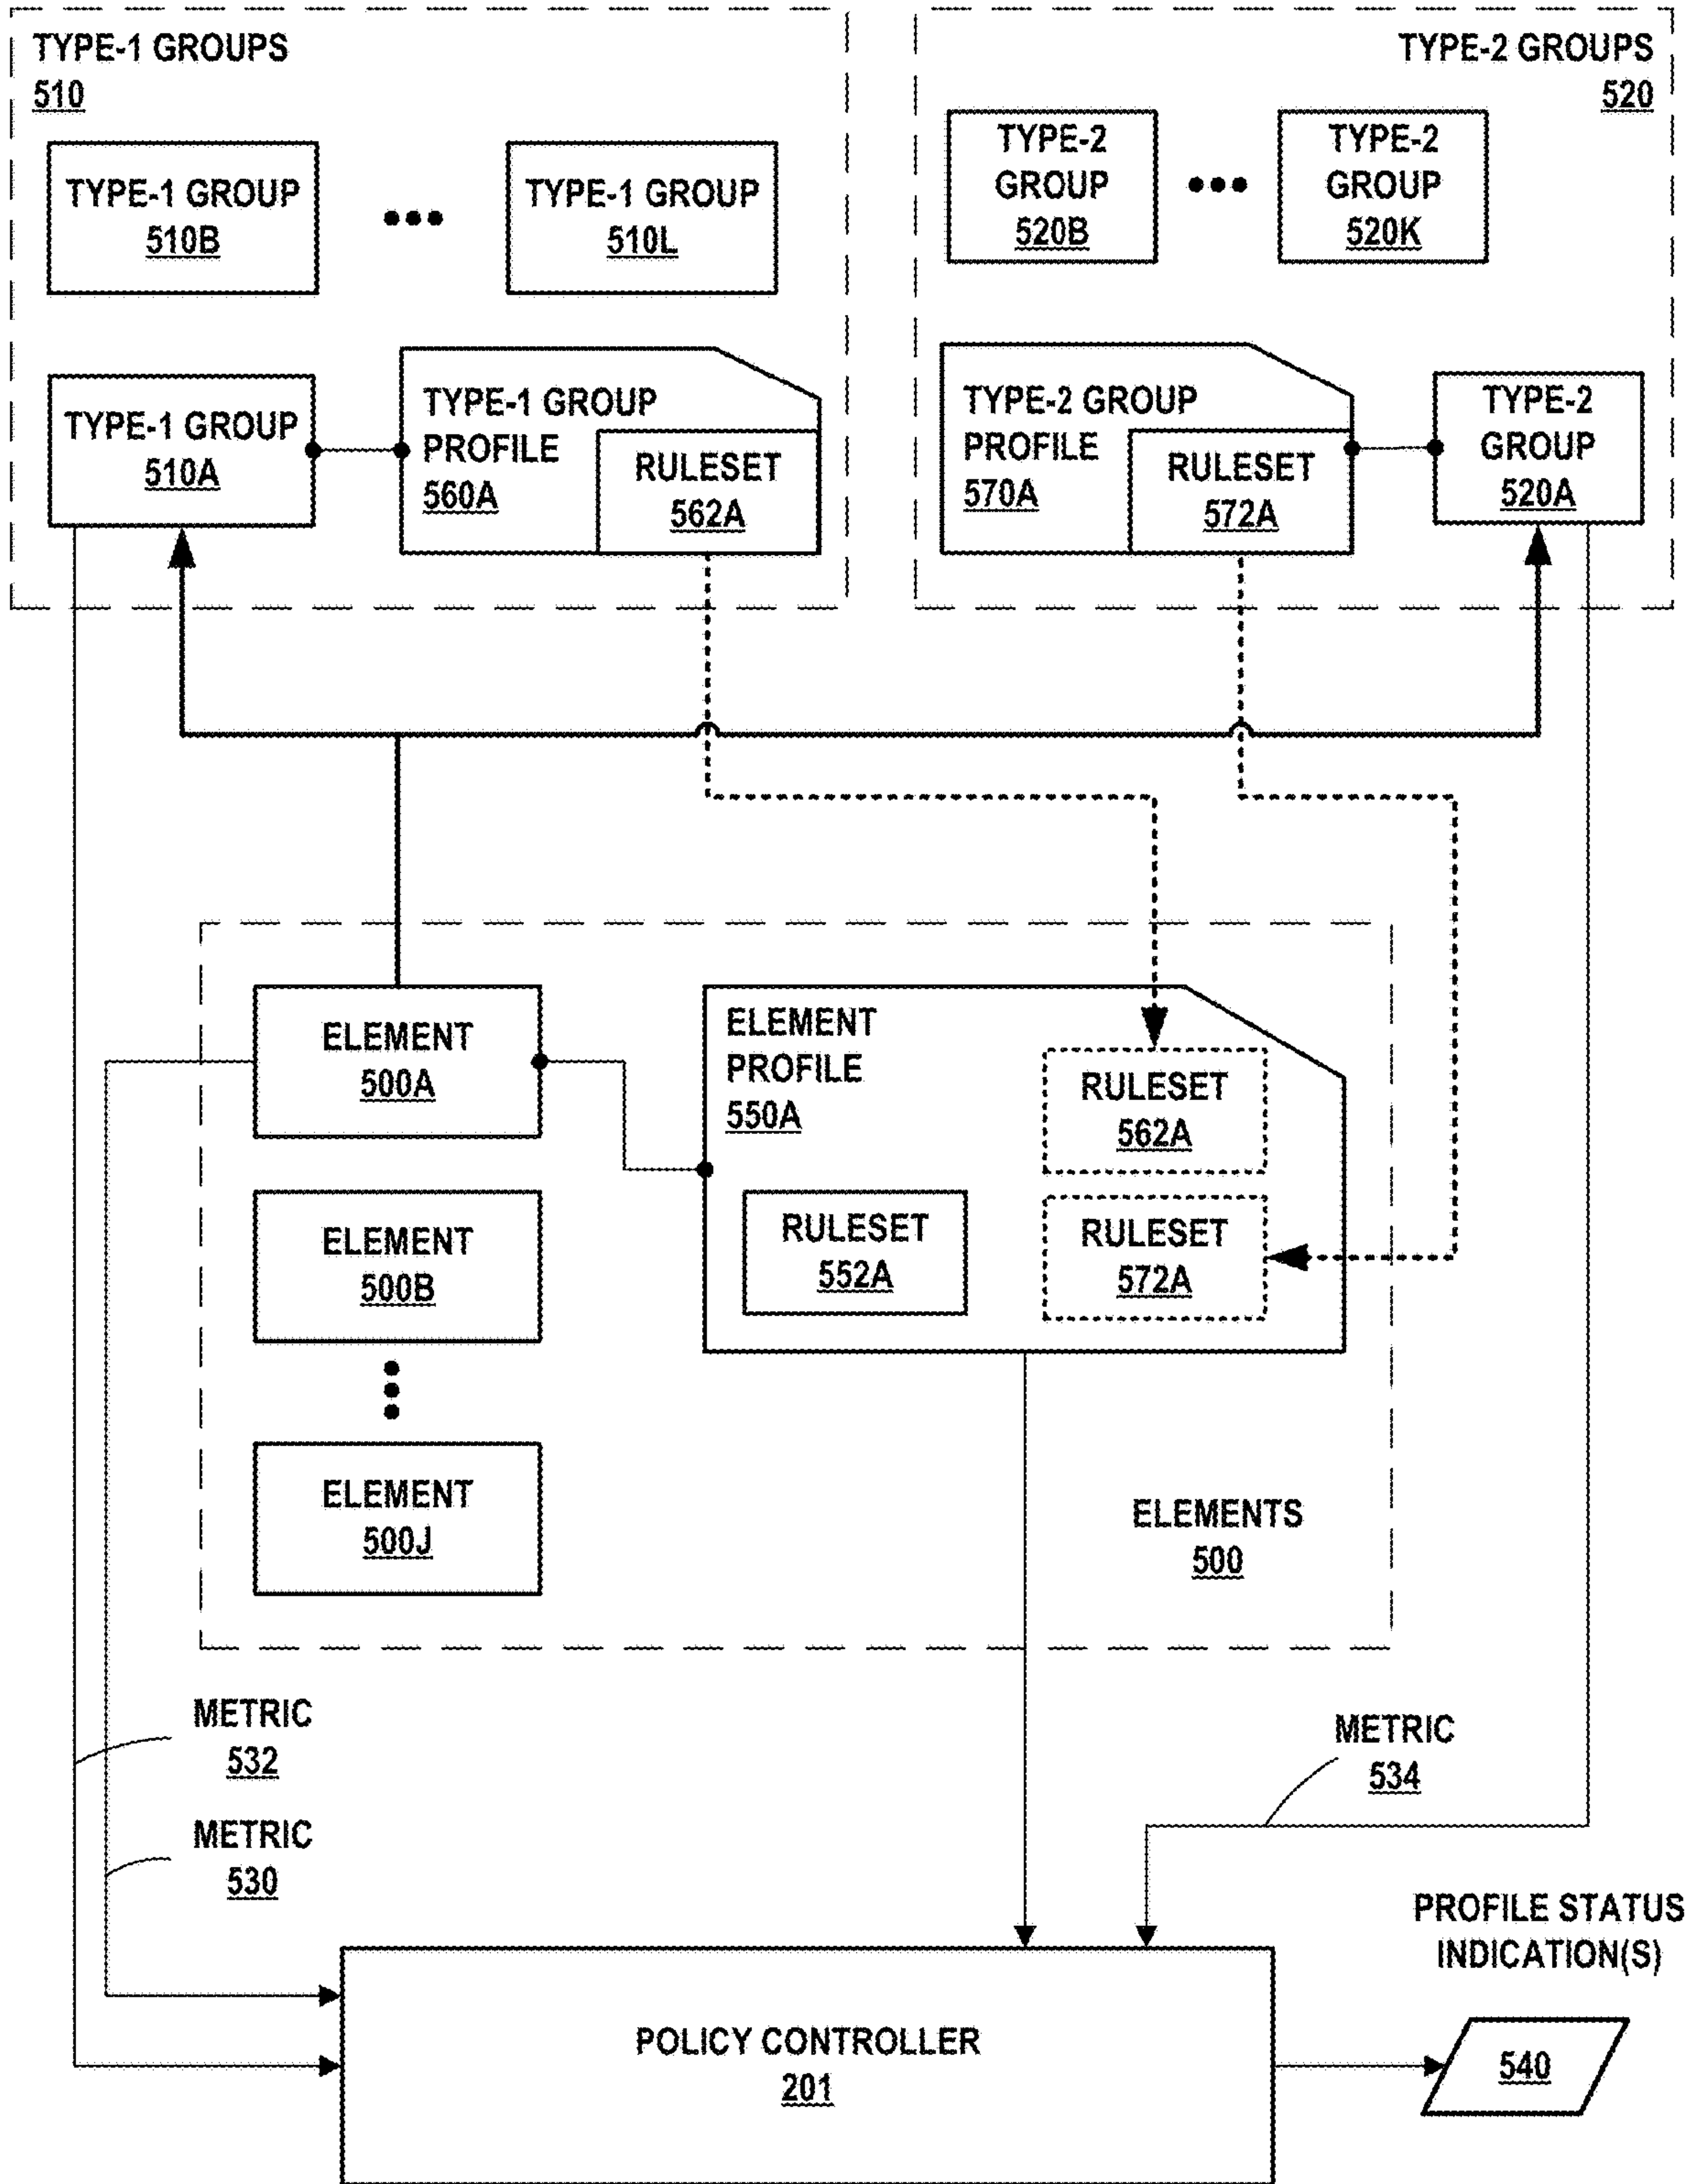 TYPE-1 GROUPS
510
TYPE-1 GROUP
510B
TYPE-1 GROUP
510L
TYPE-1 GROUP
510A
TYPE-1 GROUP
PROFILE
560A
RULESET
562A
TYPE-2 GROUPS
520
TYPE-2
GROUP
520B
TYPE-2
GROUP
520K
TYPE-2 GROUP
PROFILE
570A
RULESET
572A
TYPE-2
GROUP
520A
ELEMENT
500A
ELEMENT
500B
ELEMENT
500J
ELEMENT
PROFILE
550A
RULESET
562A
RULESET
552A
RULESET
572A
ELEMENTS
500
METRIC
532
METRIC
530
METRIC
534
PROFILE STATUS
INDICATION(S)
POLICY CONTROLLER
201
540